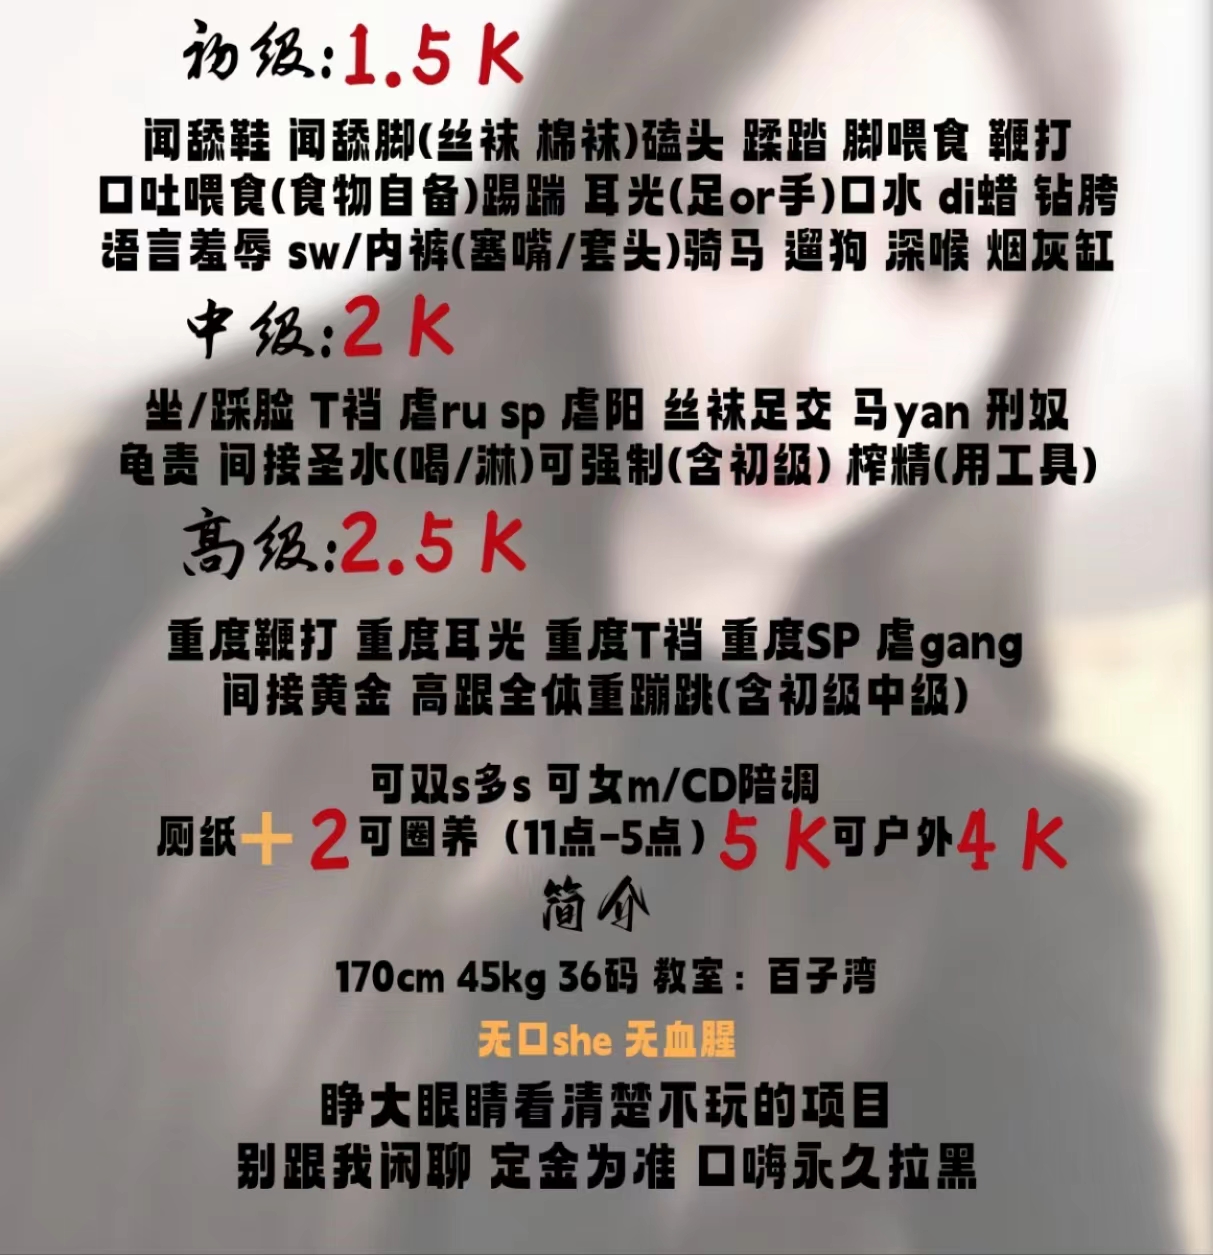 初级:1.5K
闻舔鞋 闻舔脚(丝袜 棉袜)磕头 蹂踏 脚喂食 鞭打
口吐喂食(食物自备)踢踹 耳光(足or手)口水 di蜡 钻胯
语言羞辱 sw/内裤(塞嘴/套头)骑马 遛狗 深喉 烟灰缸
中级:2K
坐/踩脸 T裆 虐ru sp 虐阳 丝袜足交 马yan 刑奴
龟责 间接圣水(喝/淋)可强制(含初级) 榨精(用工具)
高级:2.5K
重度鞭打 重度耳光 重度T裆 重度SP 虐gang
间接黄金 高跟全体重蹦跳(含初级中级)
可双s多s 可女m/CD陪调
厕纸+2可圈养（11点-5点）5K可户外4K
简介
170cm 45kg 36码 教室：百子湾
无口she 无血腥
睁大眼睛看清楚不玩的项目
别跟我闲聊 定金为准 口嗨永久拉黑